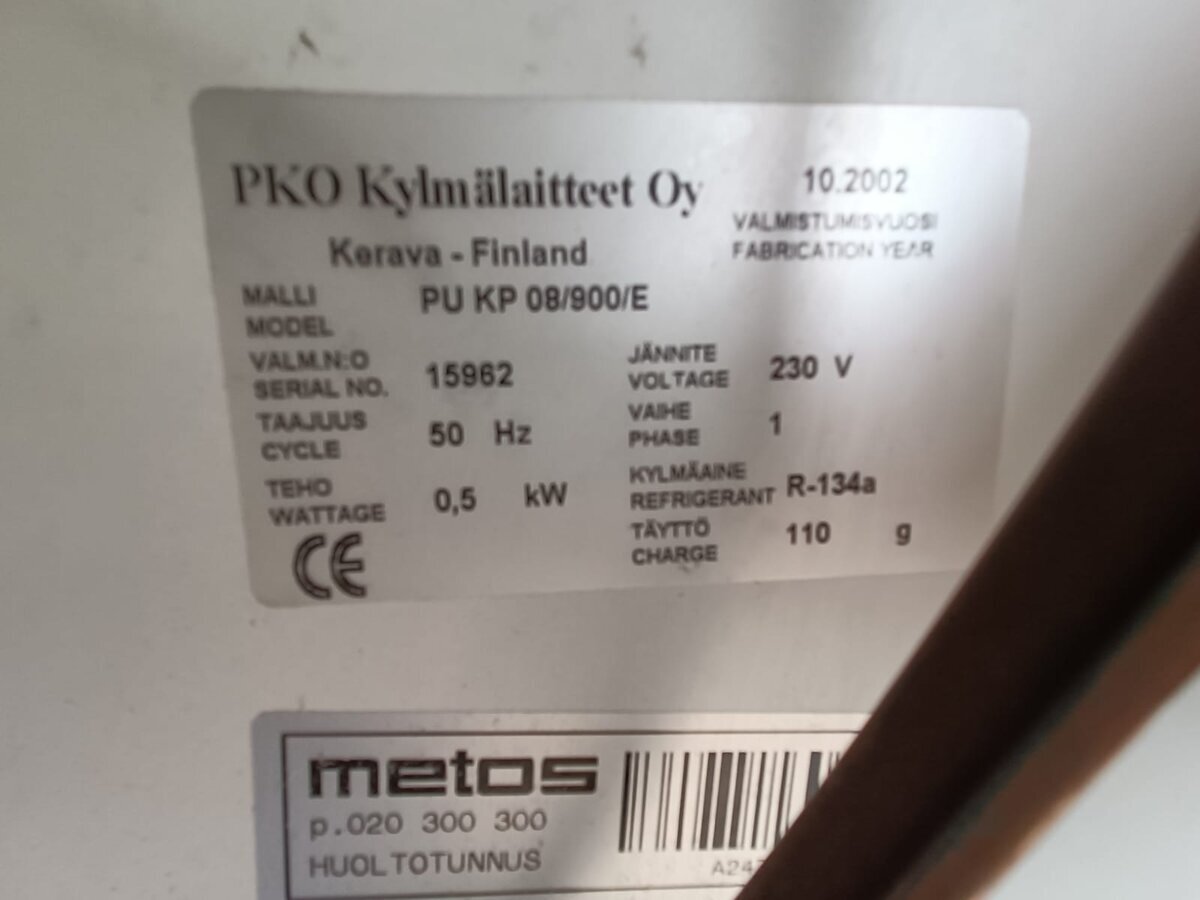 PKO Kylmälaitteet Oy
10.2002
VALMISTUMISVUOSI
Kerava - Finland
FABRICATION YEAR
MALLI
MODEL
PU KP 08/900/E
VALM.N:O
SERIAL NO.
15962
JÄNNITE
VOLTAGE
230 V
TAAJUUS
CYCLE
50 Hz
VAIHE
PHASE
1
TEHO
WATTAGE
0,5 kW
KYLMÄAINE
REFRIGERANT
R-134a
TÄYTTÖ
CHARGE
110 g
CE
metos
p.020 300 300
HUOLTOTUNNUS